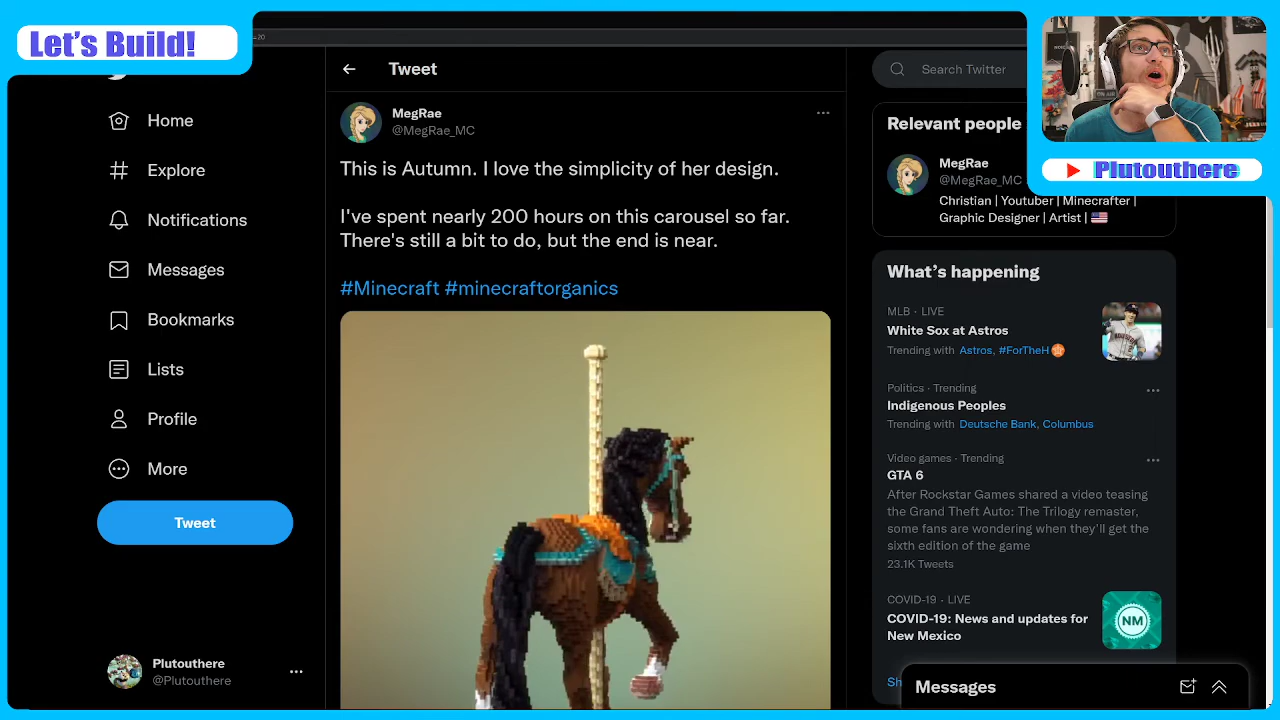 Let's Build!
=20
Home
Explore
Notifications
Messages
Bookmarks
Lists
Profile
More
Tweet
Plutouthere
@Plutouthere
Tweet
MegRae
@MegRae_MC
This is Autumn. I love the simplicity of her design.
I've spent nearly 200 hours on this carousel so far.
There's still a bit to do, but the end is near.
#Minecraft #minecraftorganics
Search Twitter
Relevant people
MegRae
@MegRae_MC
Christian | Youtuber | Minecrafter |
Graphic Designer | Artist |
What's happening
MLB · LIVE
White Sox at Astros
Trending with Astros, #ForTheH
Politics · Trending
Indigenous Peoples
Trending with Deutsche Bank, Columbus
Video games · Trending
GTA 6
After Rockstar Games shared a video teasing
the Grand Theft Auto: The Trilogy remaster,
some fans are wondering when they'll get the
sixth edition of the game
23.1K Tweets
COVID-19 · LIVE
COVID-19: News and updates for
New Mexico
NM
Sh
Messages
ON AIR
Plutouthere